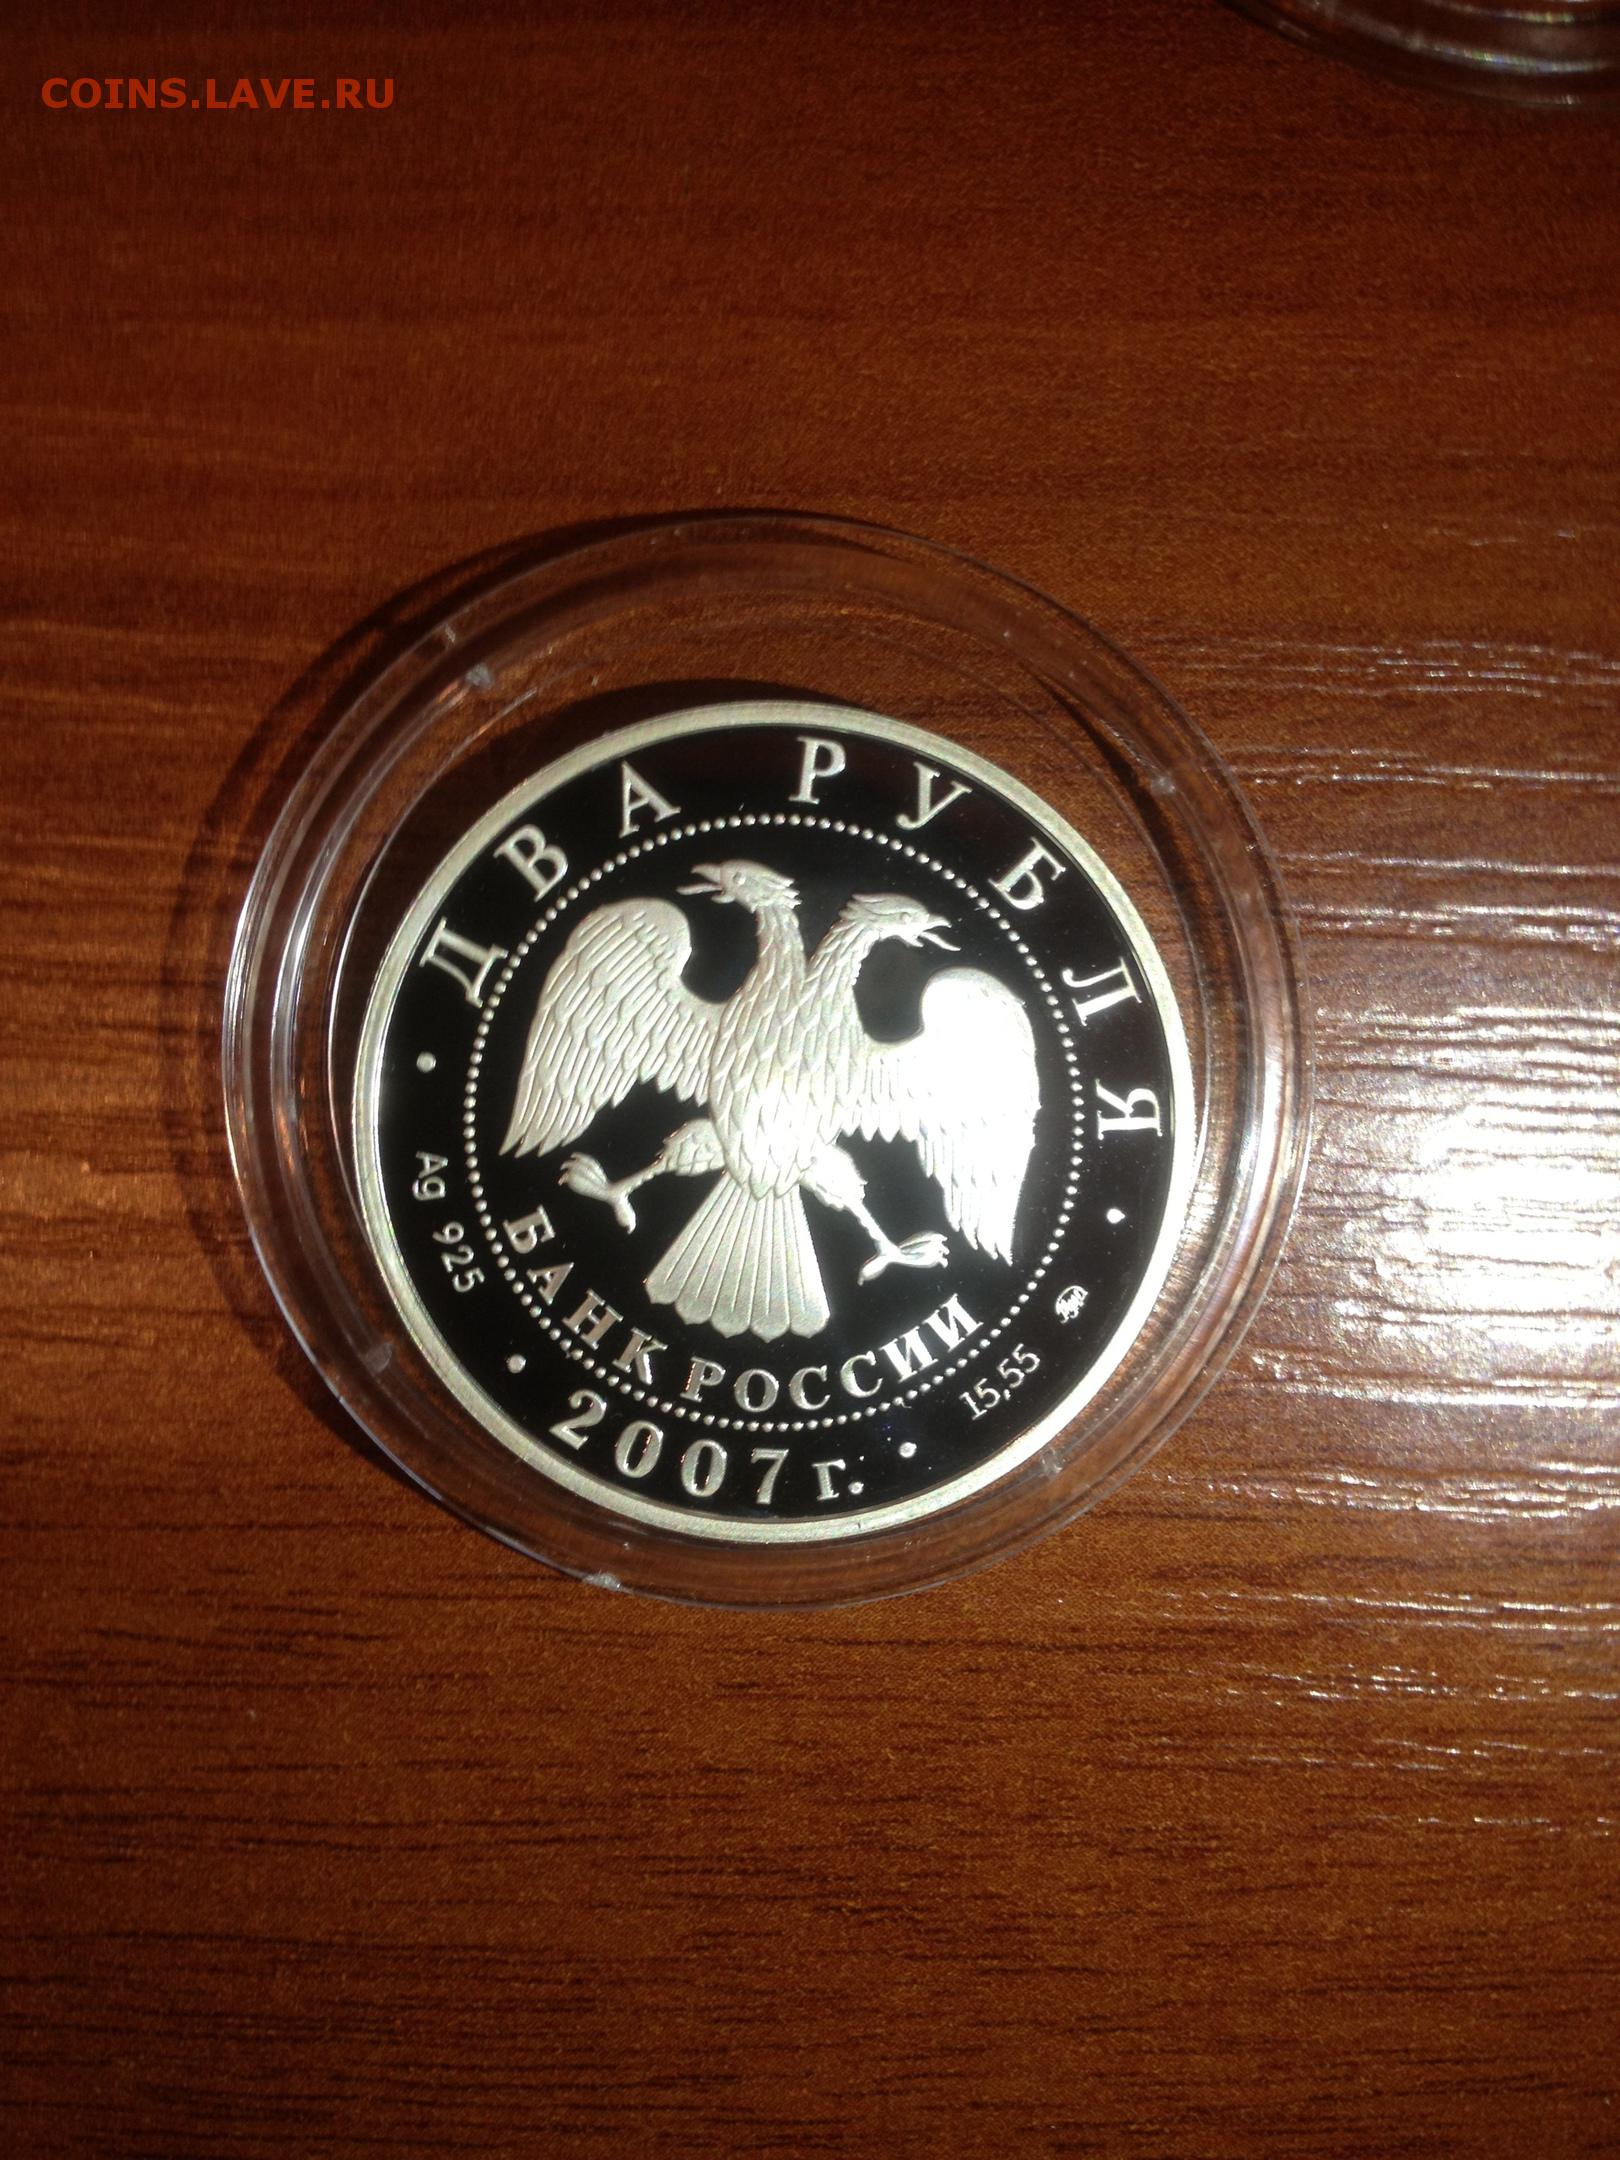 COINS.LAVE.RU
ДВА РУБЛЯ
БАНК РОССИИ
Ag 925
• 2007 г. •
15,55